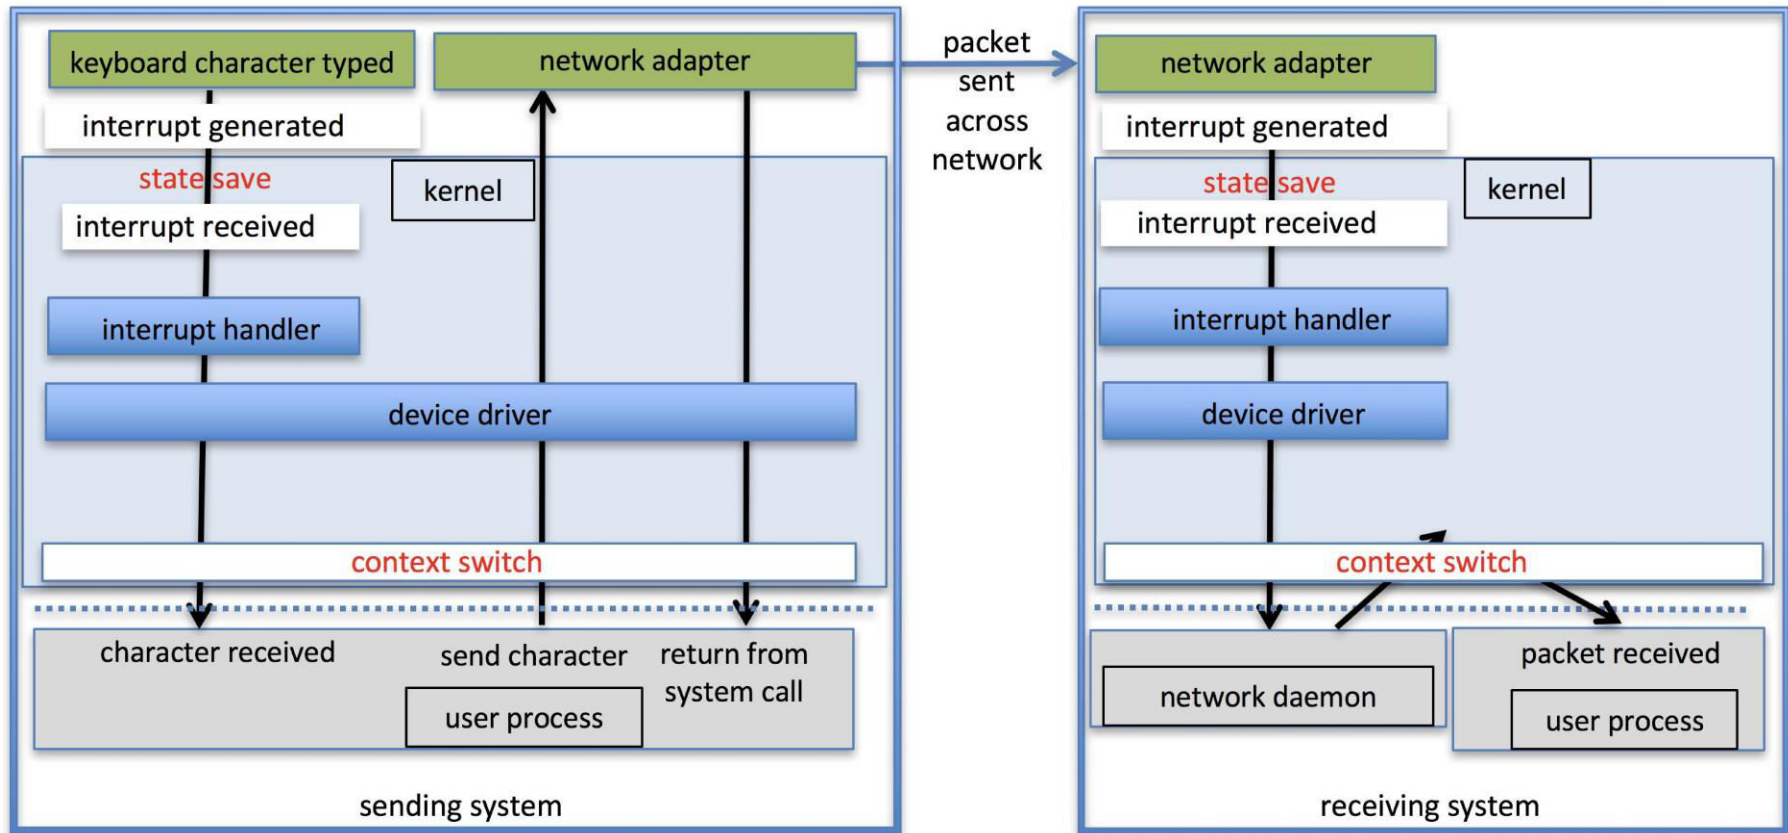 keyboard character typed
network adapter
interrupt generated
state save
kernel
interrupt received
interrupt handler
device driver
context switch
character received
send character
return from
system call
user process
sending system
packet
sent
across
network
network adapter
interrupt generated
state save
kernel
interrupt received
interrupt handler
device driver
context switch
network daemon
packet received
user process
receiving system